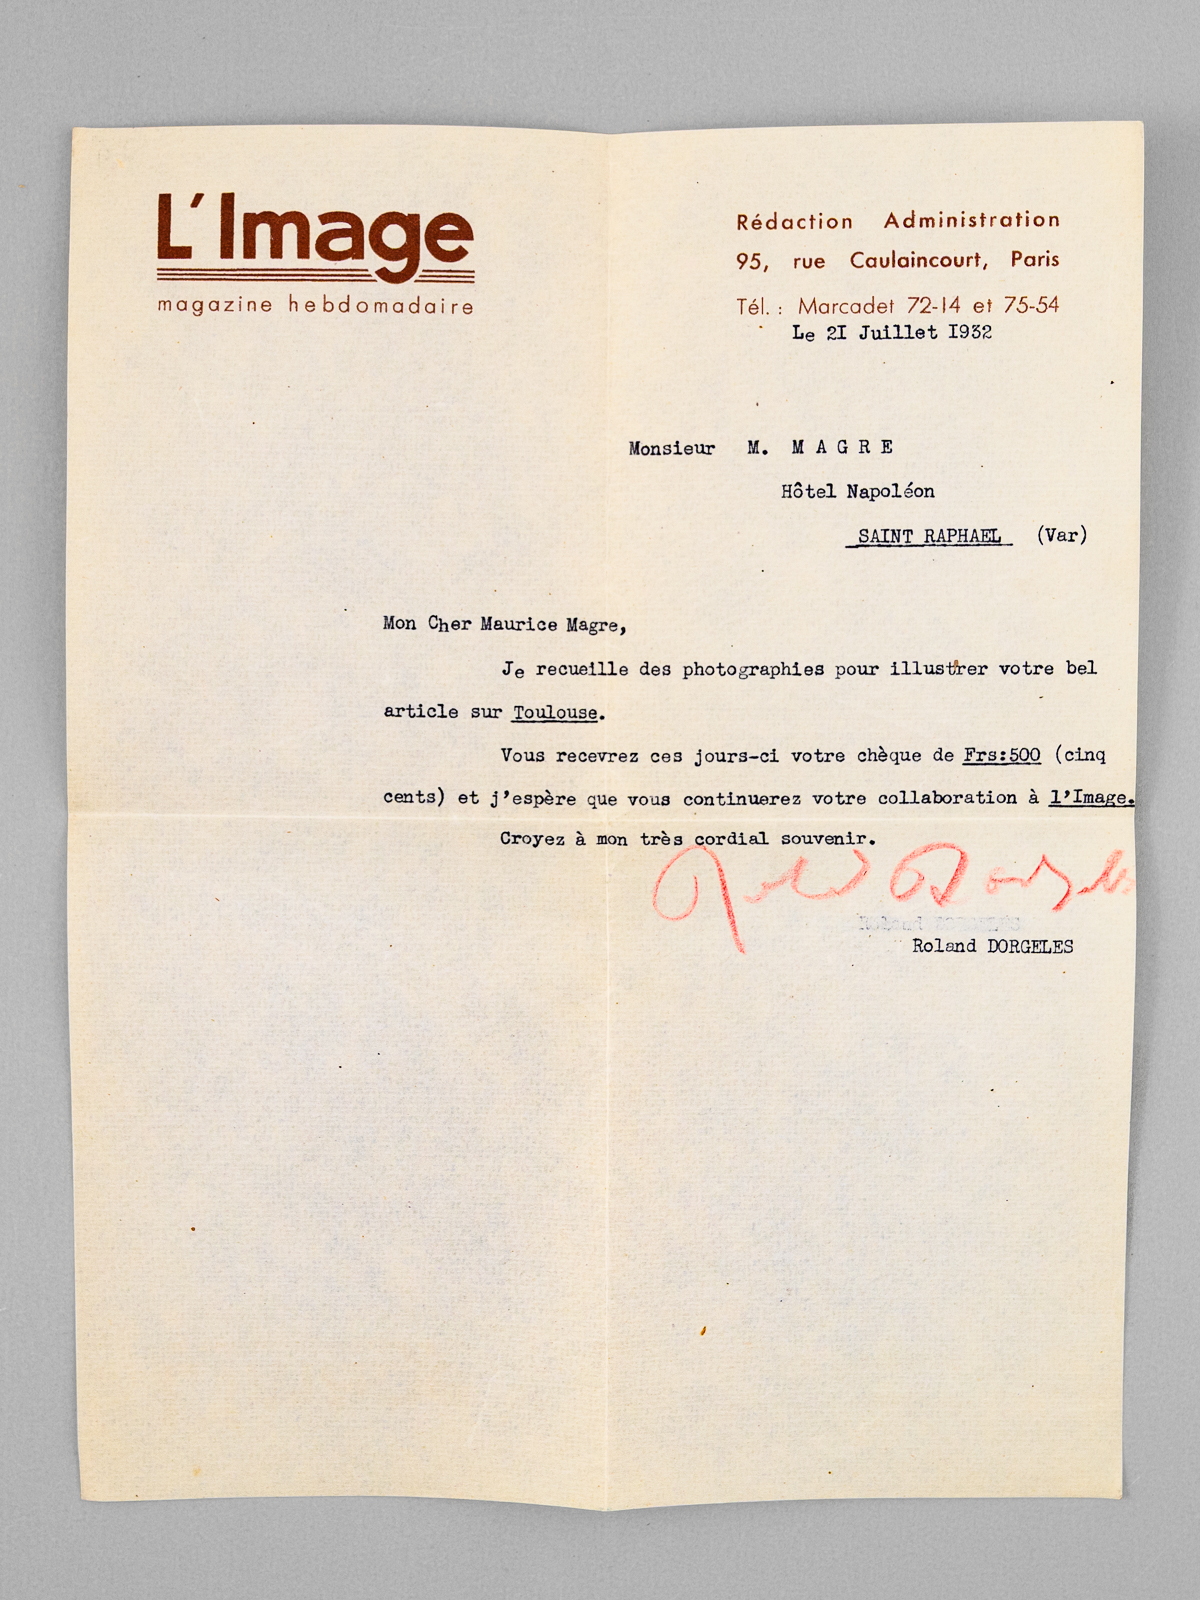 L'Image
magazine hebdomadaire
Rédaction Administration
95, rue Caulaincourt, Paris
Tél. : Marcadet 72-14 et 75-54
Le 2I Juillet I932
Monsieur M. M A G R E
Hôtel Napoléon
SAINT RAPHAEL (Var)
Mon Cher Maurice Magre,
Je recueille des photographies pour illustrer votre bel
article sur Toulouse.
Vous recevrez ces jours-ci votre chèque de Frs:500 (cinq
cents) et j'espère que vous continuerez votre collaboration à l'Image.
Croyez à mon très cordial souvenir.
Roland Dorgelès
Roland DORGELES